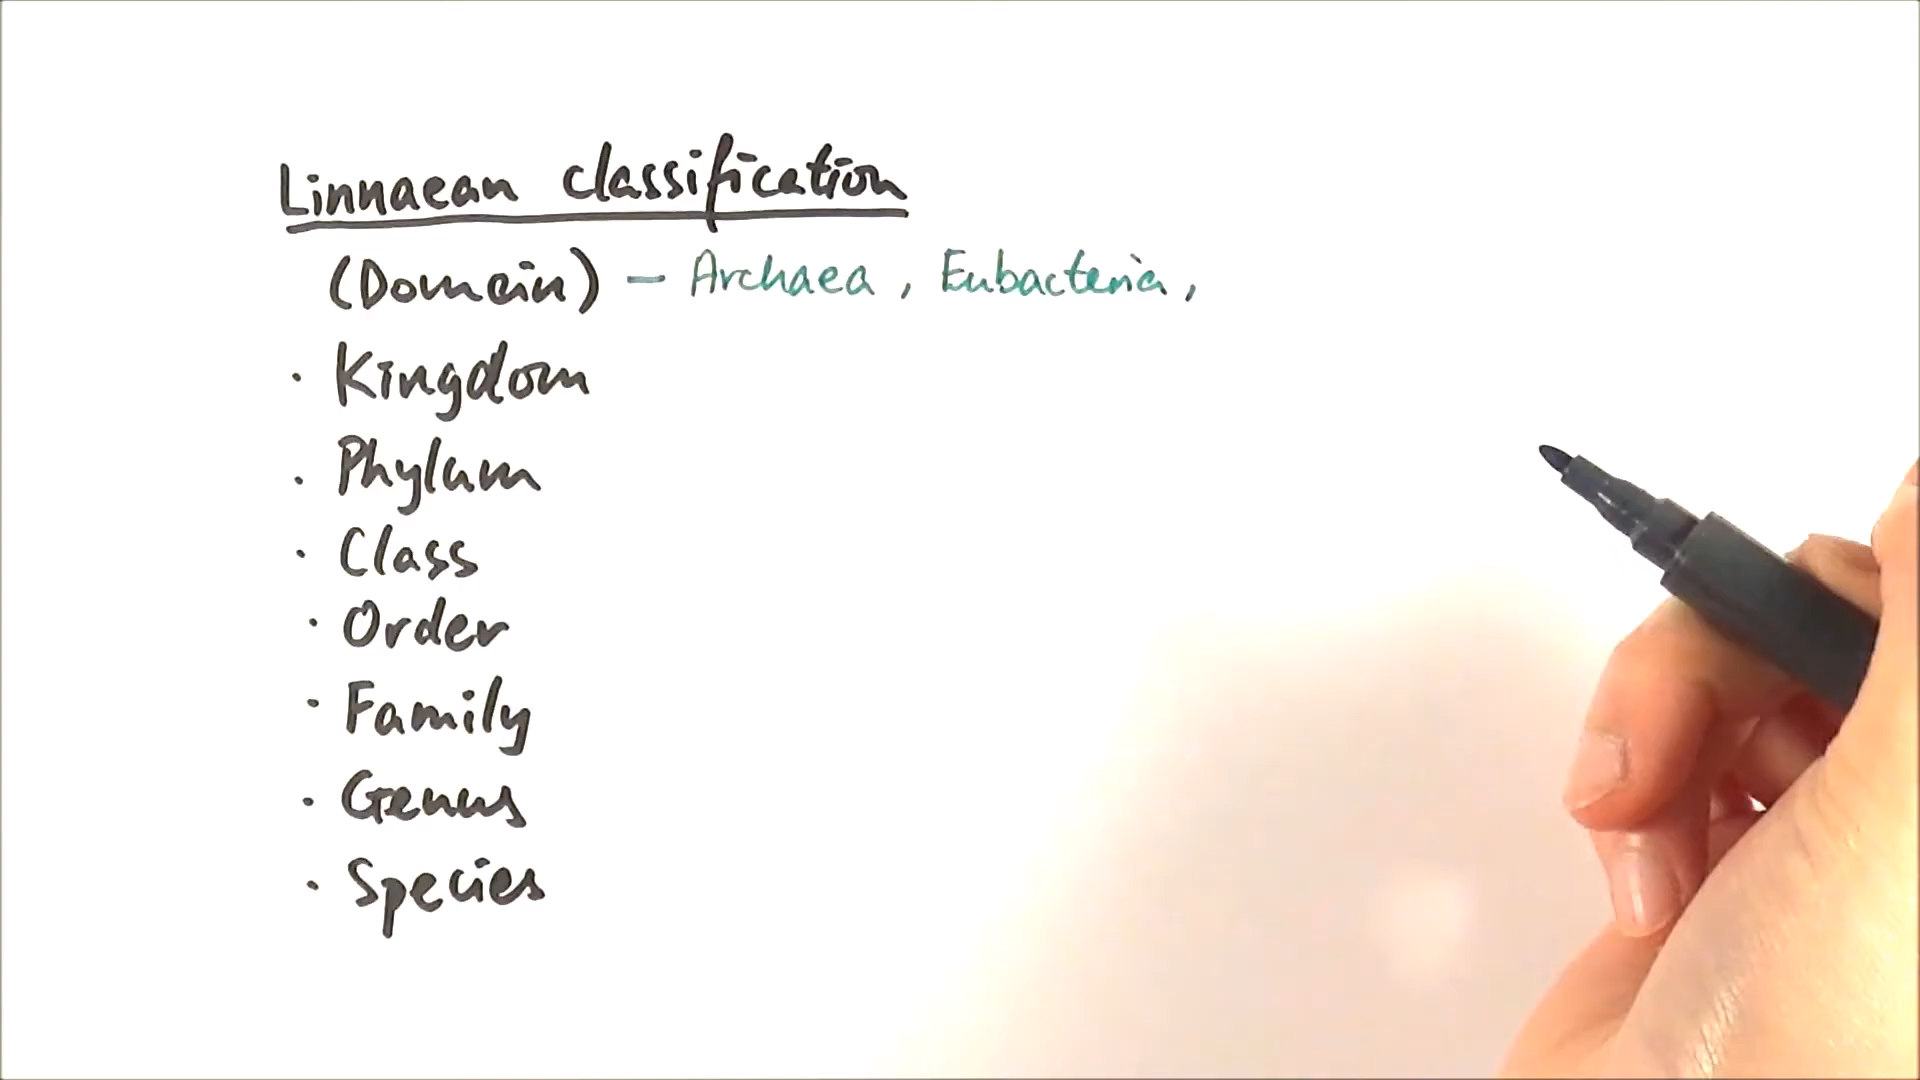 Linnaean classification
(Domain) – Archaea, Eubacteria,
· Kingdom
· Phylum
· Class
· Order
· Family
· Genus
· Species